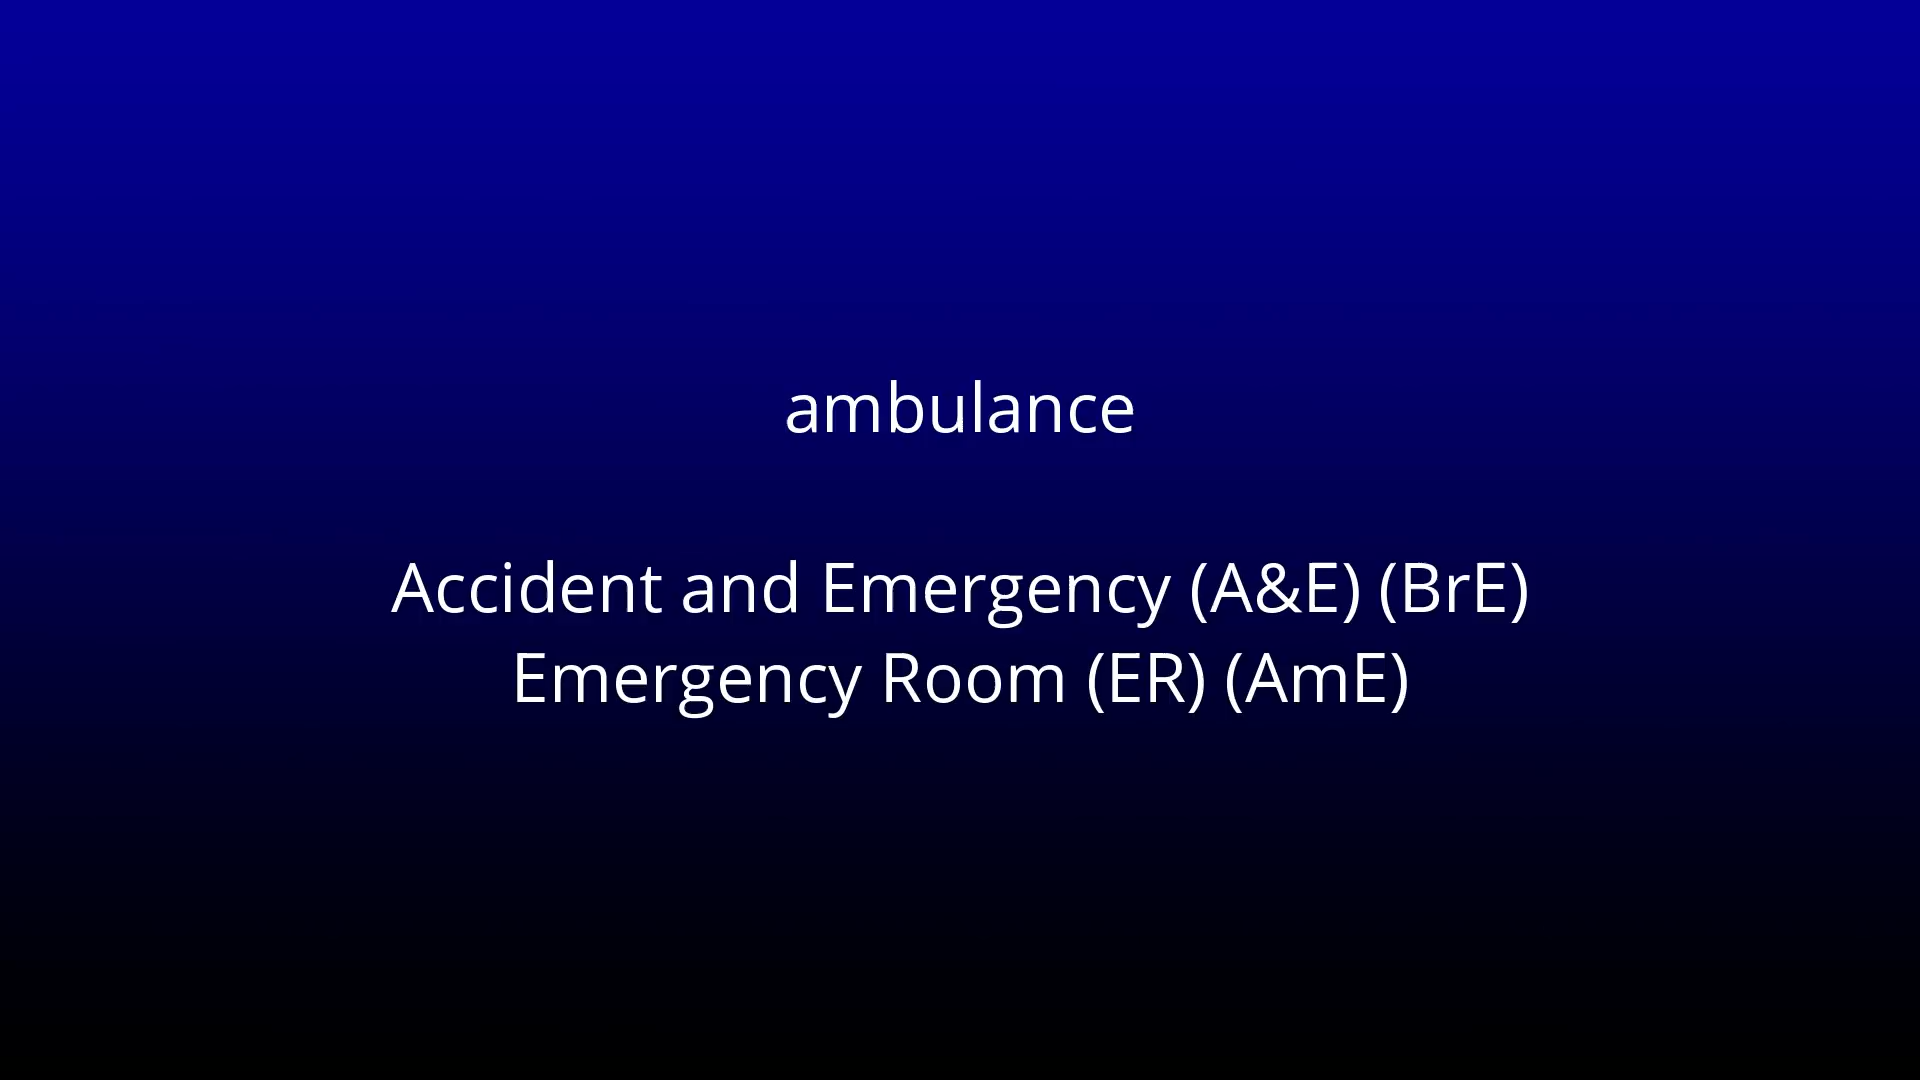 ambulance
Accident and Emergency (A&E) (BrE)
Emergency Room (ER) (AmE)